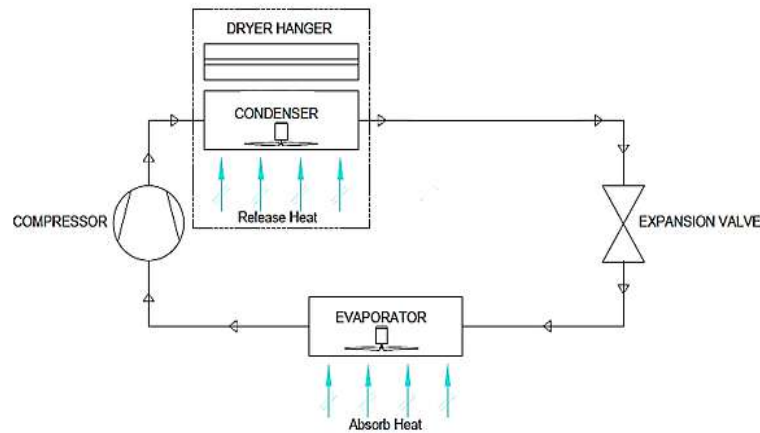 DRYER HANGER
CONDENSER
Release Heat
COMPRESSOR
EXPANSION VALVE
EVAPORATOR
Absorb Heat